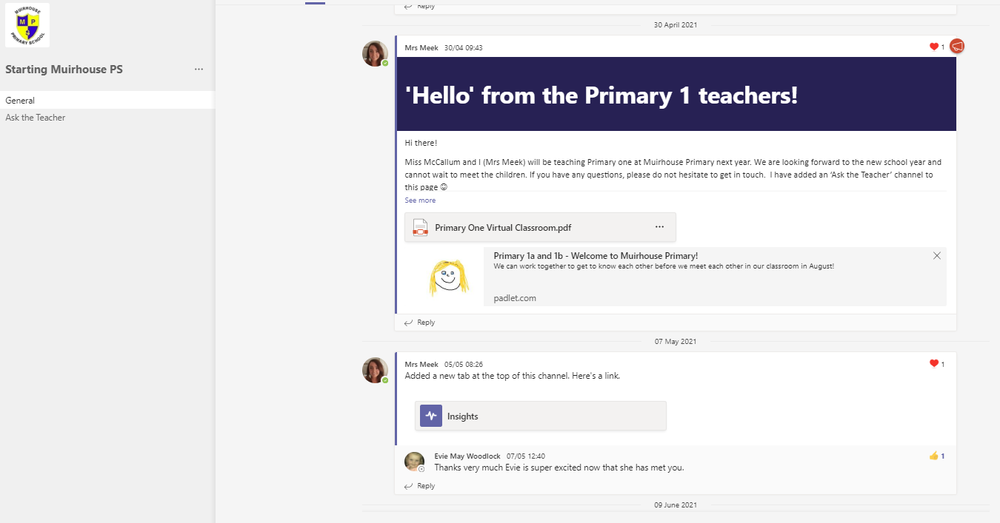 MUIRHOUSE
M P
PRIMARY SCHOOL
Starting Muirhouse PS ...
General
Ask the Teacher
Reply
30 April 2021
Mrs Meek 30/04 09:43 1
'Hello' from the Primary 1 teachers!
Hi there!
Miss McCallum and I (Mrs Meek) will be teaching Primary one at Muirhouse Primary next year. We are looking forward to the new school year and
cannot wait to meet the children. If you have any questions, please do not hesitate to get in touch.  I have added an ‘Ask the Teacher’ channel to
this page ☺
See more
Primary One Virtual Classroom.pdf ...
Primary 1a and 1b - Welcome to Muirhouse Primary!
We can work together to get to know each other before we meet each other in our classroom in August!
padlet.com
Reply
07 May 2021
Mrs Meek 05/05 08:26 1
Added a new tab at the top of this channel. Here's a link.
Insights
Evie May Woodlock 07/05 12:40 1
Thanks very much Evie is super excited now that she has met you.
Reply
09 June 2021